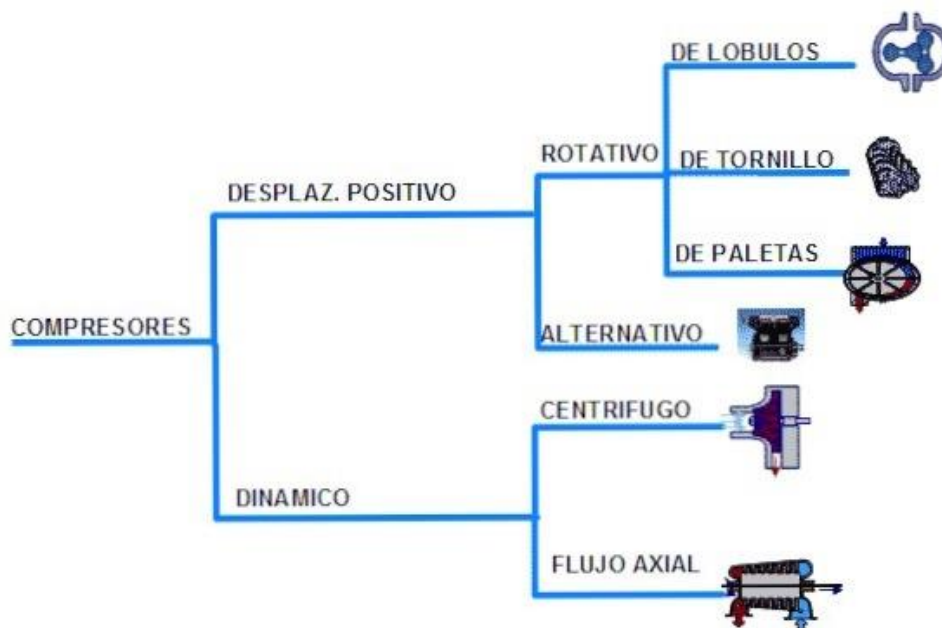 DE LOBULOS
ROTATIVO
DE TORNILLO
DESPLAZ. POSITIVO
DE PALETAS
COMPRESORES
ALTERNATIVO
CENTRIFUGO
DINAMICO
FLUJO AXIAL